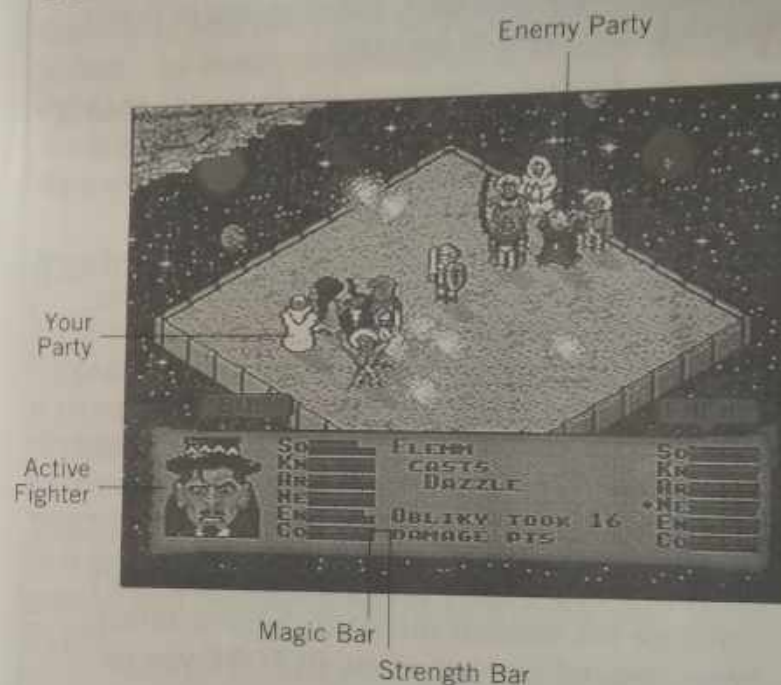 Enemy Party
Your
Party
Active
Fighter
So
Kn
Ar
Ne
En
Co
Flemm
casts
Dazzle
Obliky took 16
damage pts
So
Kn
Ar
Ne
En
Co
Magic Bar
Strength Bar